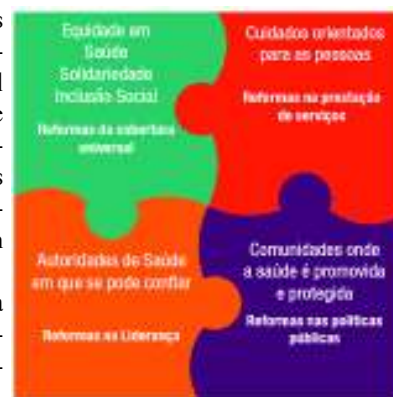 Equidade em
Saúde
Solidariedade
Inclusão Social
Reformas da cobertura
universal
Cuidados orientados
para as pessoas
Reformas na prestação
de serviços
Autoridades de Saúde
em que se pode confiar
Reformas na Liderança
Comunidades onde
a saúde é promovida
e protegida
Reformas nas políticas
públicas